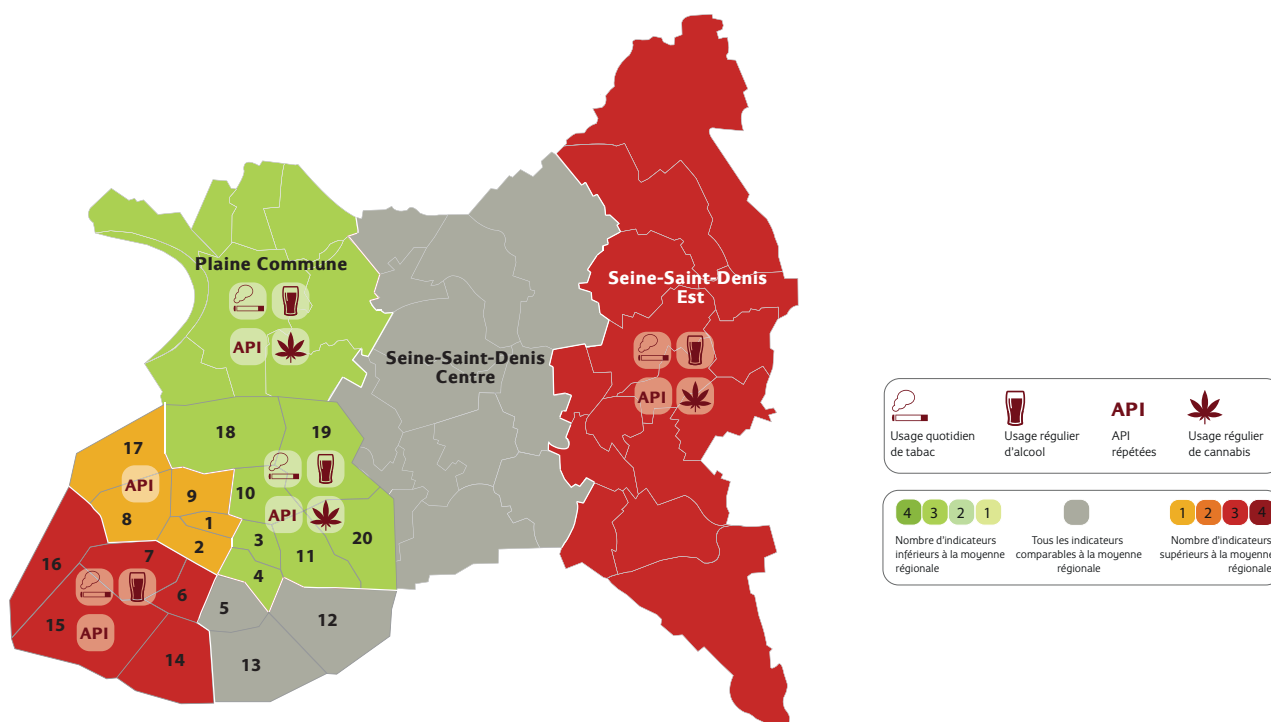 Plaine Commune
API
Seine-Saint-Denis
Est
API
Seine-Saint-Denis
Centre
18
19
17
API
9
10
8
1
API
2
3
11
20
16
7
4
6
5
12
15
API
14
13
API
Usage quotidien
de tabac
Usage régulier
d'alcool
API
répétées
Usage régulier
de cannabis
4 3 2 1
Nombre d'indicateurs
inférieurs à la moyenne
régionale
Tous les indicateurs
comparables à la moyenne
régionale
1 2 3 4
Nombre d'indicateurs
supérieurs à la moyenne
régionale